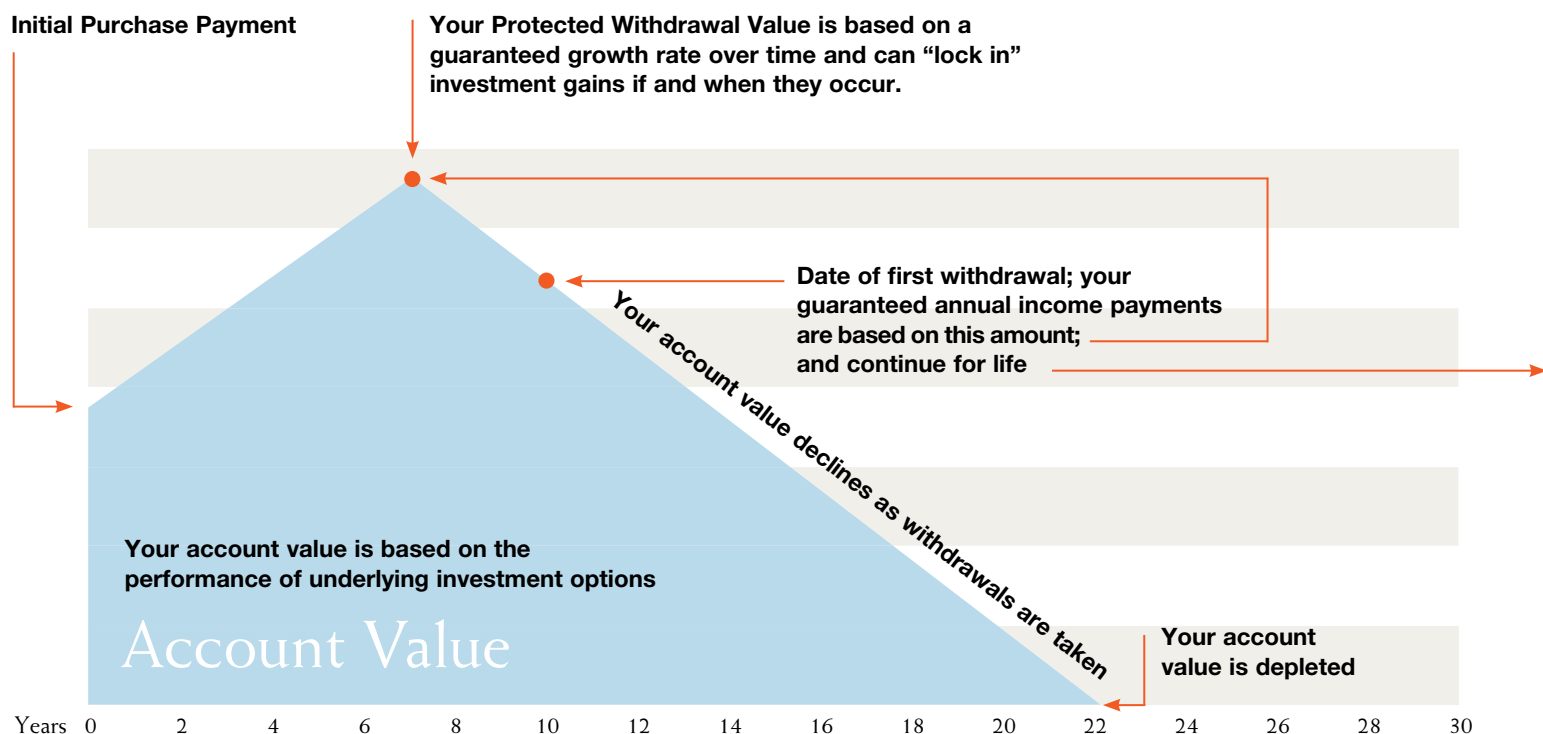 Initial Purchase Payment
Your Protected Withdrawal Value is based on a
guaranteed growth rate over time and can “lock in”
investment gains if and when they occur.
Date of first withdrawal; your
guaranteed annual income payments
are based on this amount;
and continue for life
Your account value declines as withdrawals are taken
Your account value is based on the
performance of underlying investment options
Account Value
Your account
value is depleted
Years 0 2 4 6 8 10 12 14 16 18 20 22 24 26 28 30